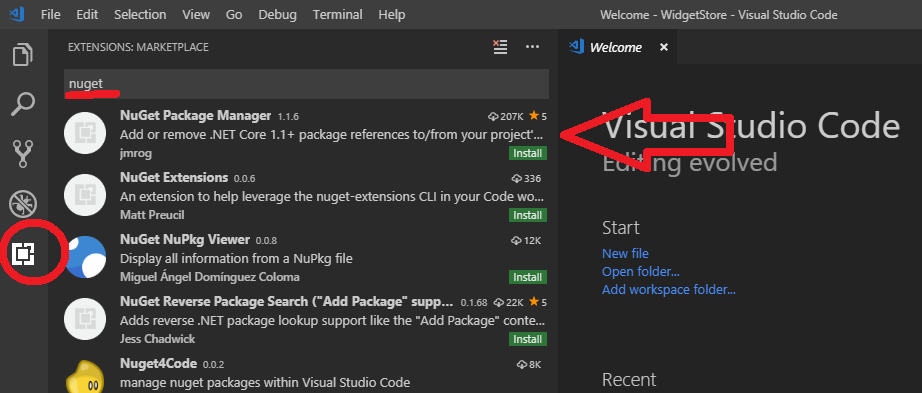 File Edit Selection View Go Debug Terminal Help Welcome - WidgetStore - Visual Studio Code
EXTENSIONS: MARKETPLACE
Welcome
nuget
NuGet Package Manager 1.1.6 207K 5
Add or remove .NET Core 1.1+ package references to/from your project'...
jmrog Install
NuGet Extensions 0.0.6 336
An extension to help leverage the nuget-extensions CLI in your Code wo...
Matt Preucil Install
NuGet NuPkg Viewer 0.0.8 12K
Display all information from a NuPkg file
Miguel Ángel Domínguez Coloma Install
NuGet Reverse Package Search ("Add Package" supp... 0.1.68 22K 5
Adds reverse .NET package lookup support like the "Add Package" conte...
Jess Chadwick Install
Nuget4Code 0.0.2 8K
manage nuget packages within Visual Studio Code
Visual Studio Code
Editing evolved
Start
New file
Open folder...
Add workspace folder...
Recent